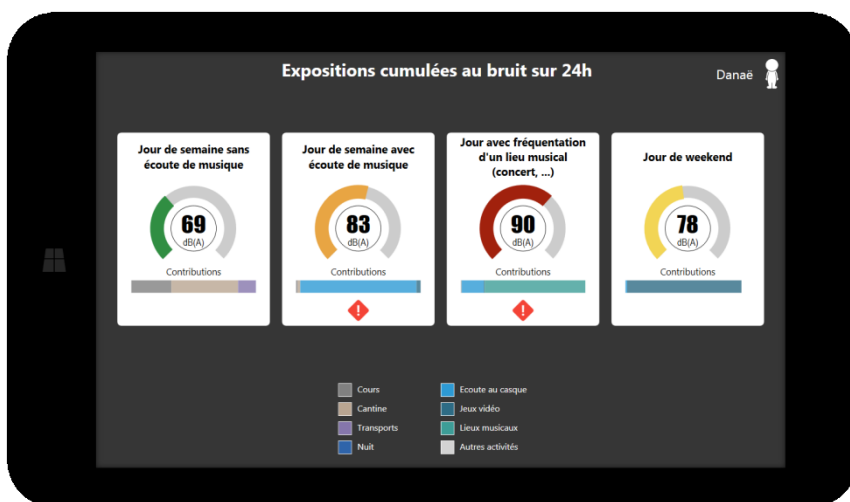 Expositions cumulées au bruit sur 24h
Danaë
Jour de semaine sans
écoute de musique
69
dB(A)
Contributions
Jour de semaine avec
écoute de musique
83
dB(A)
Contributions
!
Jour avec fréquentation
d'un lieu musical
(concert, ...)
90
dB(A)
Contributions
!
Jour de weekend
78
dB(A)
Contributions
Cours
Cantine
Transports
Nuit
Ecoute au casque
Jeux vidéo
Lieux musicaux
Autres activités